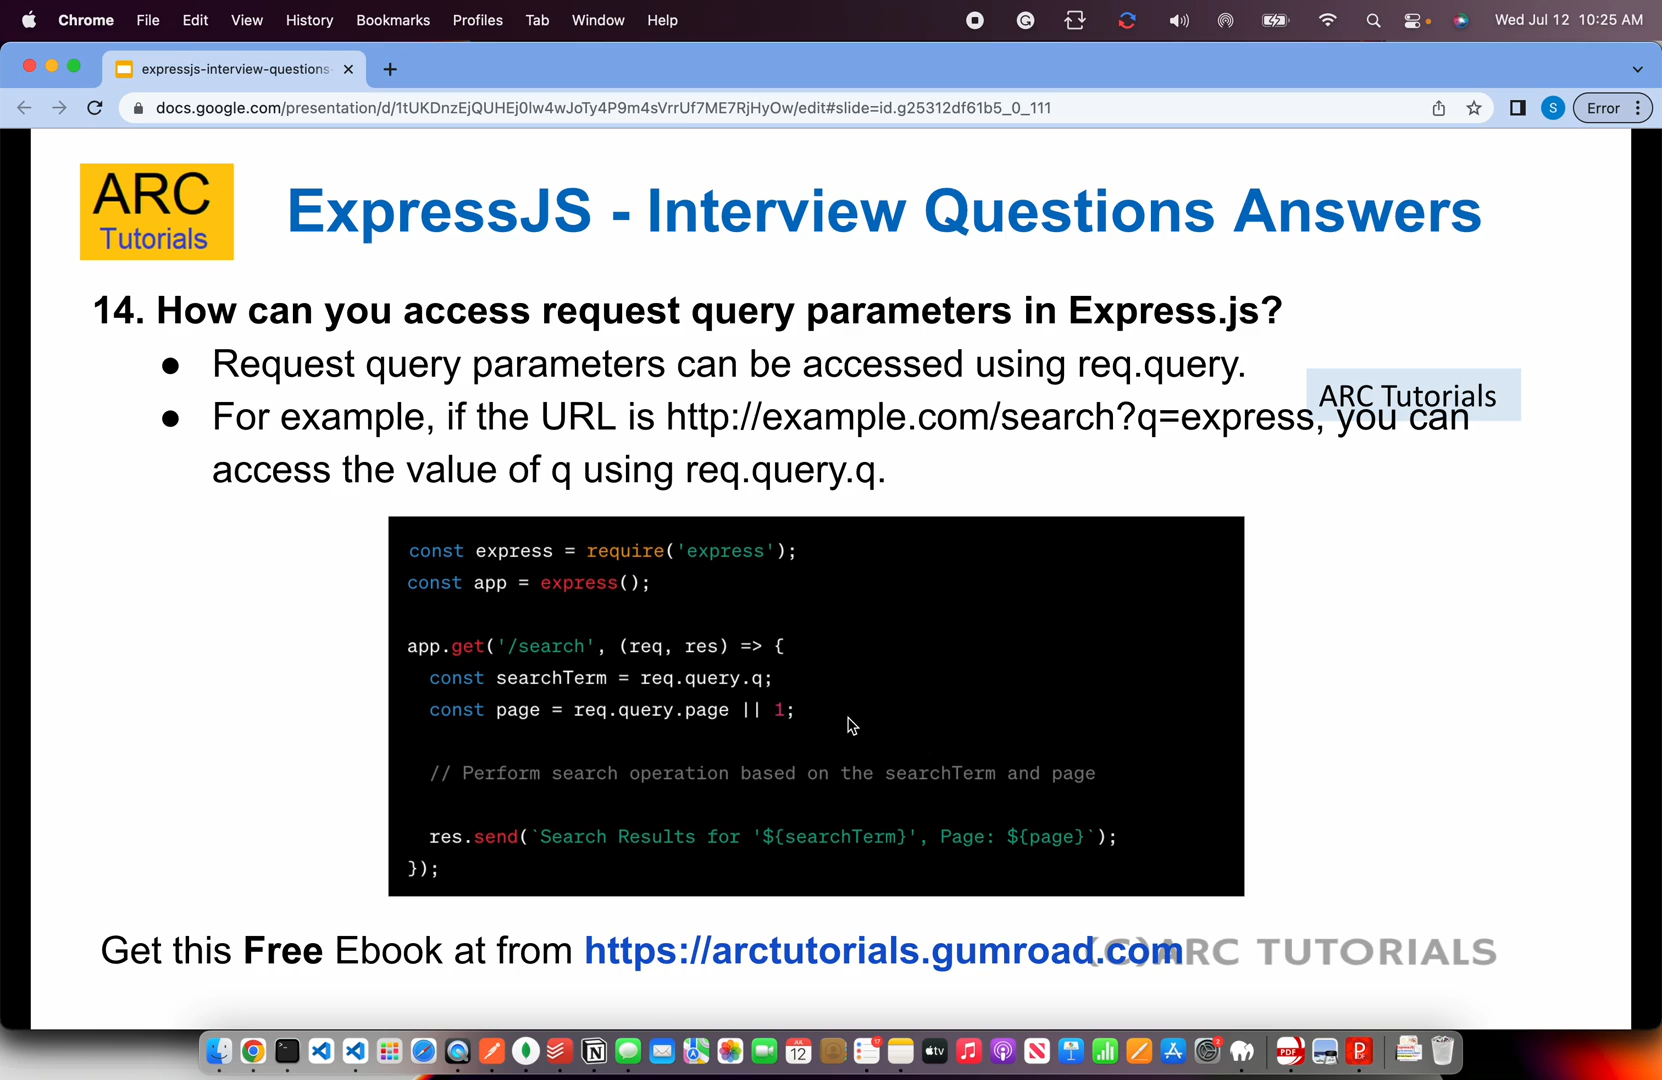 Chrome File Edit View History Bookmarks Profiles Tab Window Help Wed Jul 12 10:25 AM
expressjs-interview-questions
docs.google.com/presentation/d/1tUKDnzEjQUHEj0lw4wJoTy4P9m4sVrrUf7ME7RjHyOw/edit#slide=id.g25312df61b5_0_111 S Error
ARC
Tutorials
ExpressJS - Interview Questions Answers
14. How can you access request query parameters in Express.js?
● Request query parameters can be accessed using req.query.
ARC Tutorials
● For example, if the URL is http://example.com/search?q=express, you can
access the value of q using req.query.q.
const express = require('express');
const app = express();
app.get('/search', (req, res) => {
const searchTerm = req.query.q;
const page = req.query.page || 1;
// Perform search operation based on the searchTerm and page
res.send(`Search Results for '${searchTerm}', Page: ${page}`);
});
Get this Free Ebook at from https://arctutorials.gumroad.com
(C)ARC TUTORIALS
JUL
12
17
tv
2
PDF